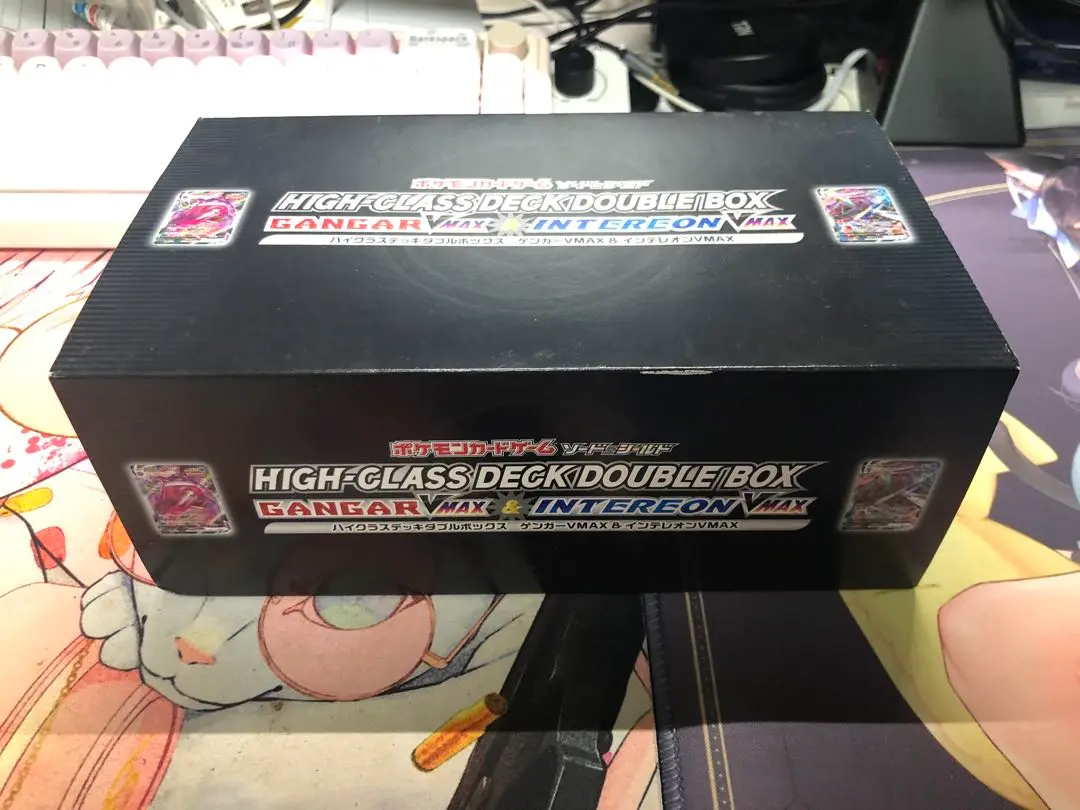 Backspace
ポケモンカードゲーム ソード&シールド
HIGH-CLASS DECK DOUBLE BOX
GANGAR VMAX & INTEREON VMAX
ハイクラスデッキダブルボックス ゲンガーVMAX & インテレオンVMAX
ポケモンカードゲーム ソード&シールド
HIGH-CLASS DECK DOUBLE BOX
GANGAR VMAX & INTEREON VMAX
ハイクラスデッキダブルボックス ゲンガーVMAX & インテレオンVMAX